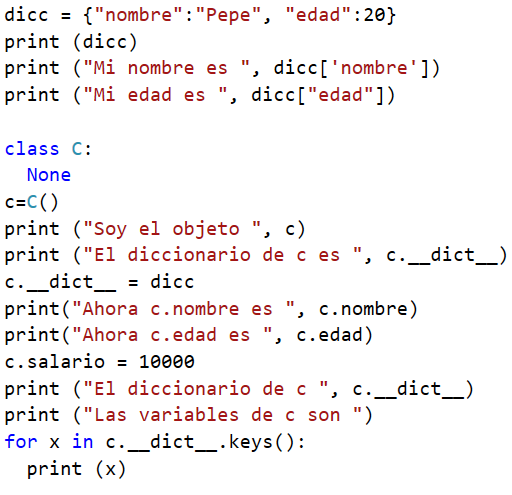 dicc = {"nombre":"Pepe", "edad":20}
print (dicc)
print ("Mi nombre es ", dicc['nombre'])
print ("Mi edad es ", dicc["edad"])

class C:
  None
c=C()
print ("Soy el objeto ", c)
print ("El diccionario de c es ", c.__dict__)
c.__dict__ = dicc
print("Ahora c.nombre es ", c.nombre)
print("Ahora c.edad es ", c.edad)
c.salario = 10000
print ("El diccionario de c ", c.__dict__)
print ("Las variables de c son ")
for x in c.__dict__.keys():
  print (x)